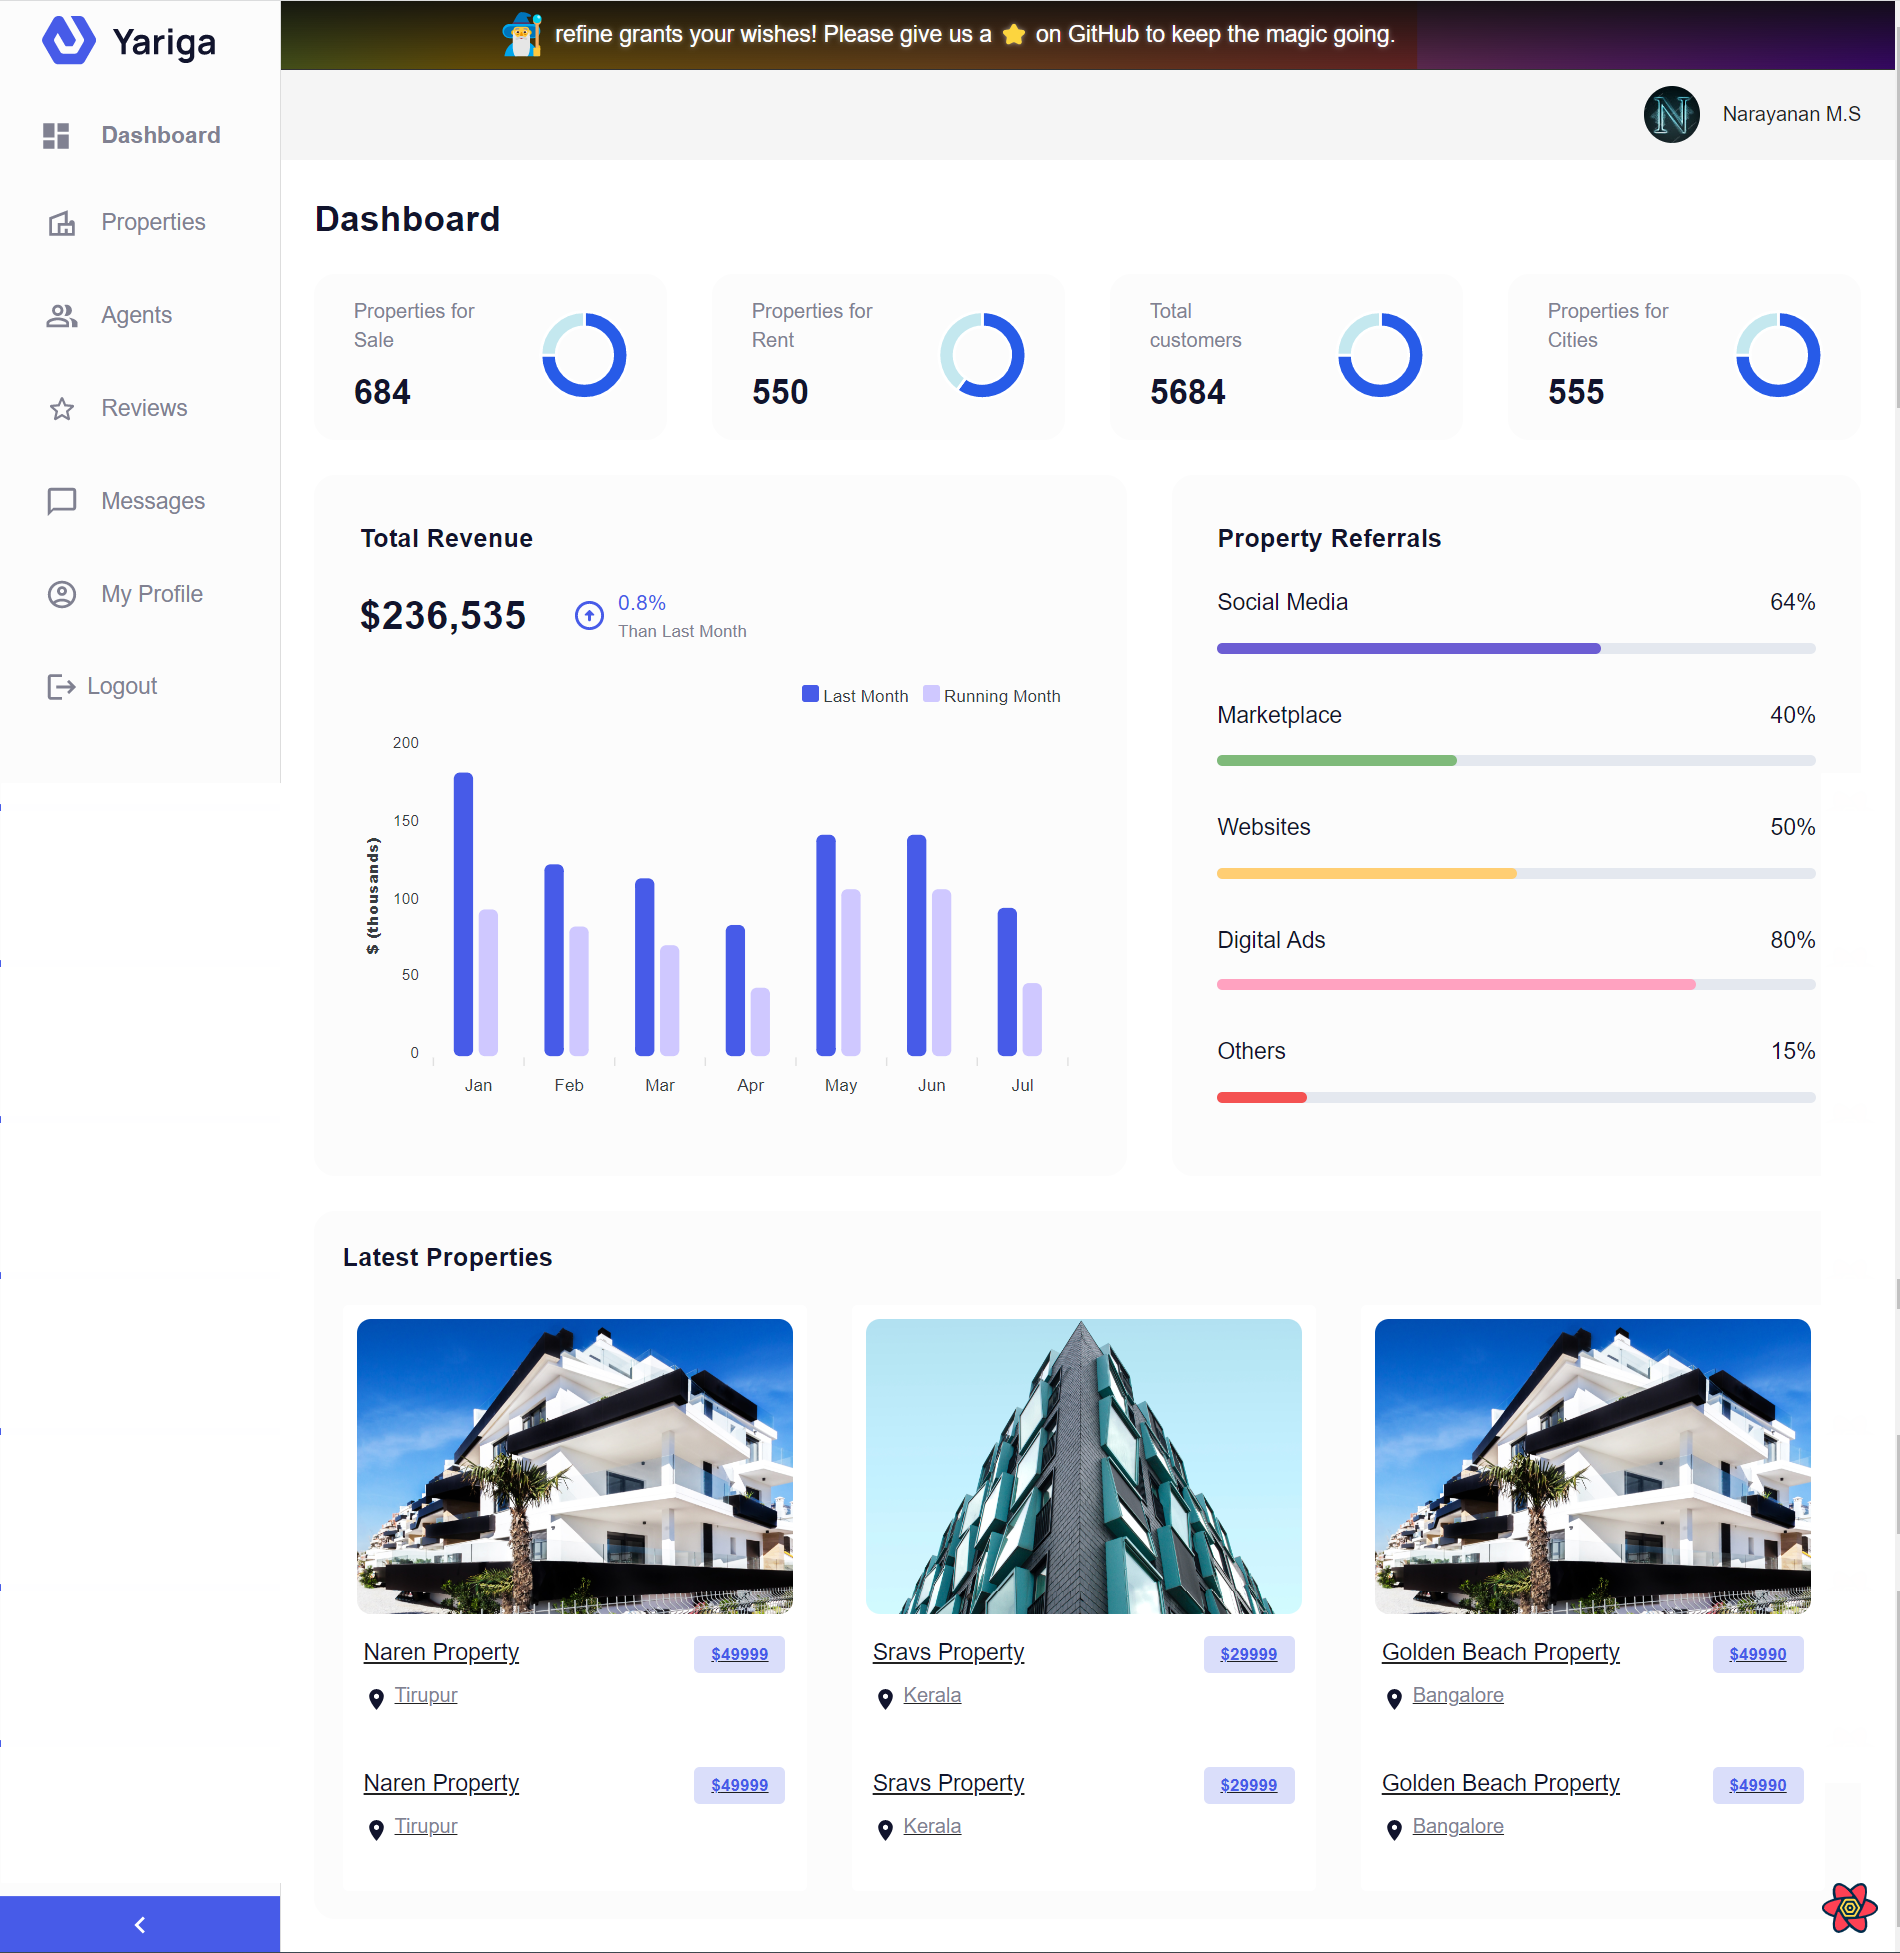 Yariga
refine grants your wishes! Please give us a ⭐ on GitHub to keep the magic going.
N
Narayanan M.S
Dashboard
Properties
Agents
Reviews
Messages
My Profile
Logout
Dashboard
Properties for
Sale
684
Properties for
Rent
550
Total
customers
5684
Properties for
Cities
555
Total Revenue
$236,535
0.8%
Than Last Month
Last Month
Running Month
200
150
100
50
0
$ (thousands)
Jan
Feb
Mar
Apr
May
Jun
Jul
Property Referrals
Social Media
64%
Marketplace
40%
Websites
50%
Digital Ads
80%
Others
15%
Latest Properties
Naren Property
$49999
Tirupur
Sravs Property
$29999
Kerala
Golden Beach Property
$49990
Bangalore
Naren Property
$49999
Tirupur
Sravs Property
$29999
Kerala
Golden Beach Property
$49990
Bangalore